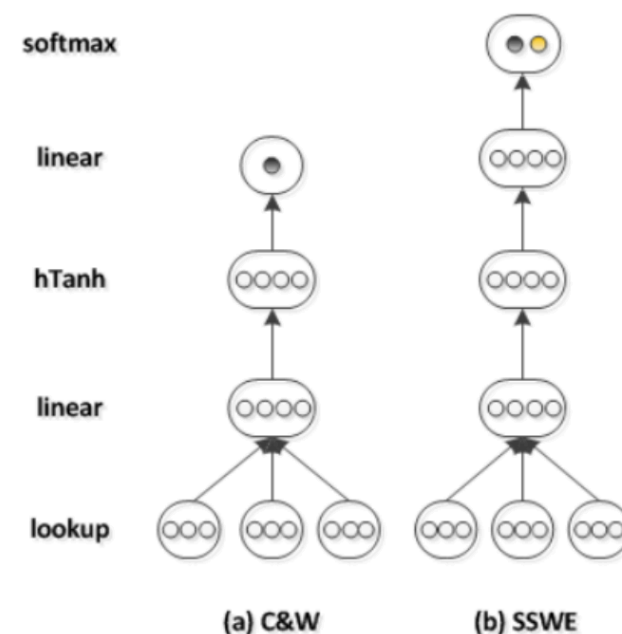 softmax
linear
hTanh
linear
lookup
(a) C&W
(b) SSWE